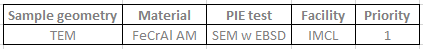 Sample geometry Material PIE test Facility Priority
TEM FeCrAl AM SEM w EBSD IMCL 1